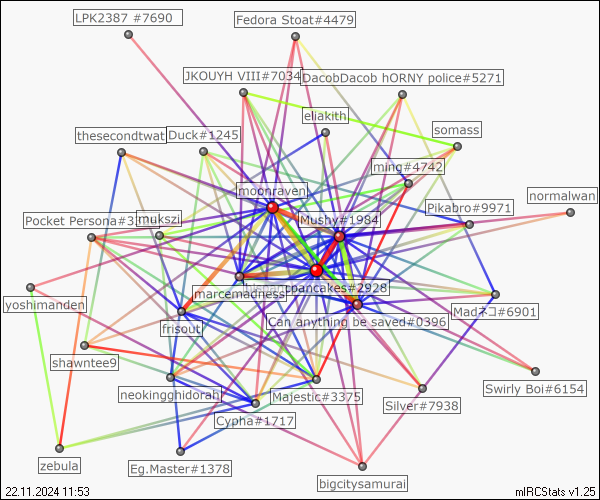 LPK2387 #7690
Fedora Stoat#4479
JKOUYH VIII#7034
DacobDacob hORNY police#5271
eliakith
somass
thesecondtwat
Duck#1245
ming#4742
moonraven
normalwan
Pikabro#9971
Pocket Persona#3
mukszi
Mushy#1984
marcemadness
pancakes#2928
yoshimanden
Madネコ#6901
frisout
Can anything be saved#0396
shawntee9
neokingghidorah
Majestic#3375
Swirly Boi#6154
Silver#7938
Cypha#1717
zebula
Eg.Master#1378
bigcitysamurai
22.11.2024 11:53
mIRCStats v1.25